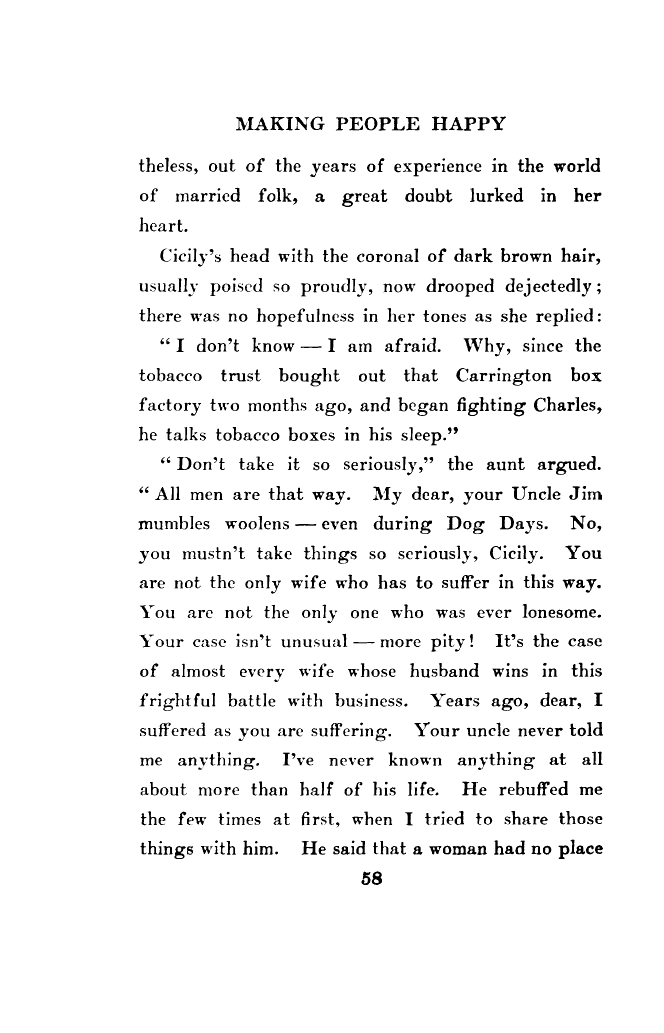 MAKING PEOPLE HAPPY
theless, out of the years of experience in the world
of married folk, a great doubt lurked in her
heart.
Cicily's head with the coronal of dark brown hair,
usually poised so proudly, now drooped dejectedly;
there was no hopefulness in her tones as she replied:
"I don't know — I am afraid. Why, since the
tobacco trust bought out that Carrington box
factory two months ago, and began fighting Charles,
he talks tobacco boxes in his sleep."
"Don't take it so seriously," the aunt argued.
"All men are that way. My dear, your Uncle Jim
mumbles woolens — even during Dog Days. No,
you mustn't take things so seriously, Cicily. You
are not the only wife who has to suffer in this way.
You are not the only one who was ever lonesome.
Your case isn't unusual — more pity! It's the case
of almost every wife whose husband wins in this
frightful battle with business. Years ago, dear, I
suffered as you are suffering. Your uncle never told
me anything. I've never known anything at all
about more than half of his life. He rebuffed me
the few times at first, when I tried to share those
things with him. He said that a woman had no place
58